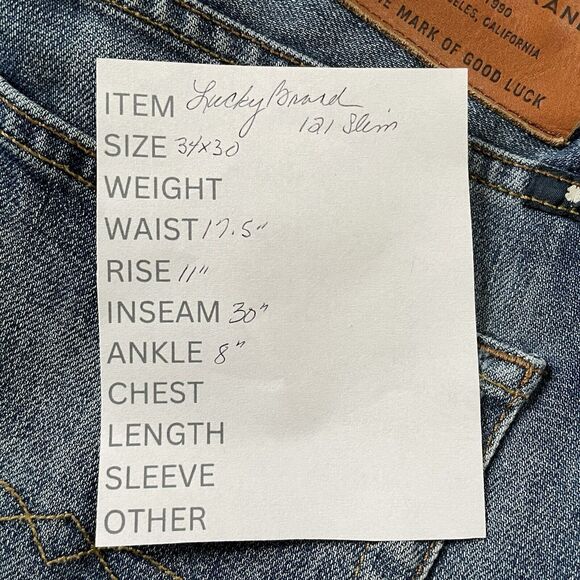 1990
ELES, CALIFORNIA
E MARK OF GOOD LUCK
ITEM Lucky Brand
121 Slim
SIZE 34x30
WEIGHT
WAIST 17.5"
RISE 11"
INSEAM 30"
ANKLE 8"
CHEST
LENGTH
SLEEVE
OTHER